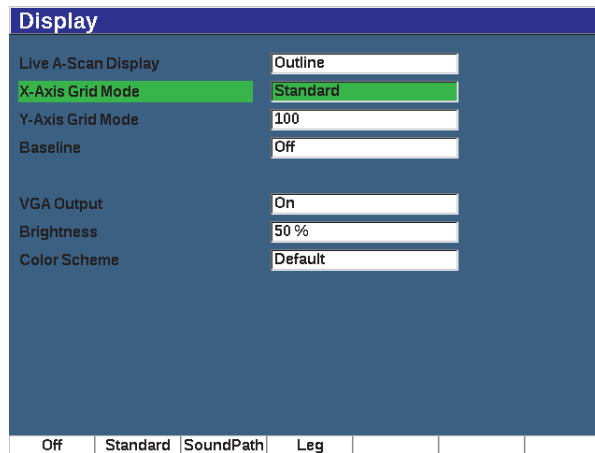 Display
Live A-Scan Display Outline
X-Axis Grid Mode Standard
Y-Axis Grid Mode 100
Baseline Off
VGA Output On
Brightness 50 %
Color Scheme Default
Off Standard SoundPath Leg